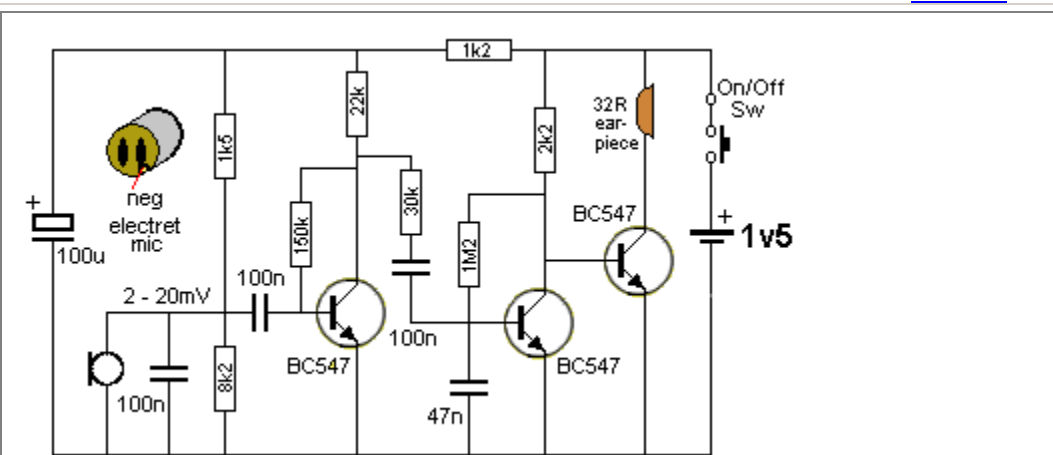 1k2
On/Off
Sw
32R
ear-
piece
22k
1k5
2k2
neg
electret
mic
+
100u
150k
30k
1M2
BC547
+
1v5
100n
2 - 20mV
BC547
100n
BC547
8k2
100n
47n